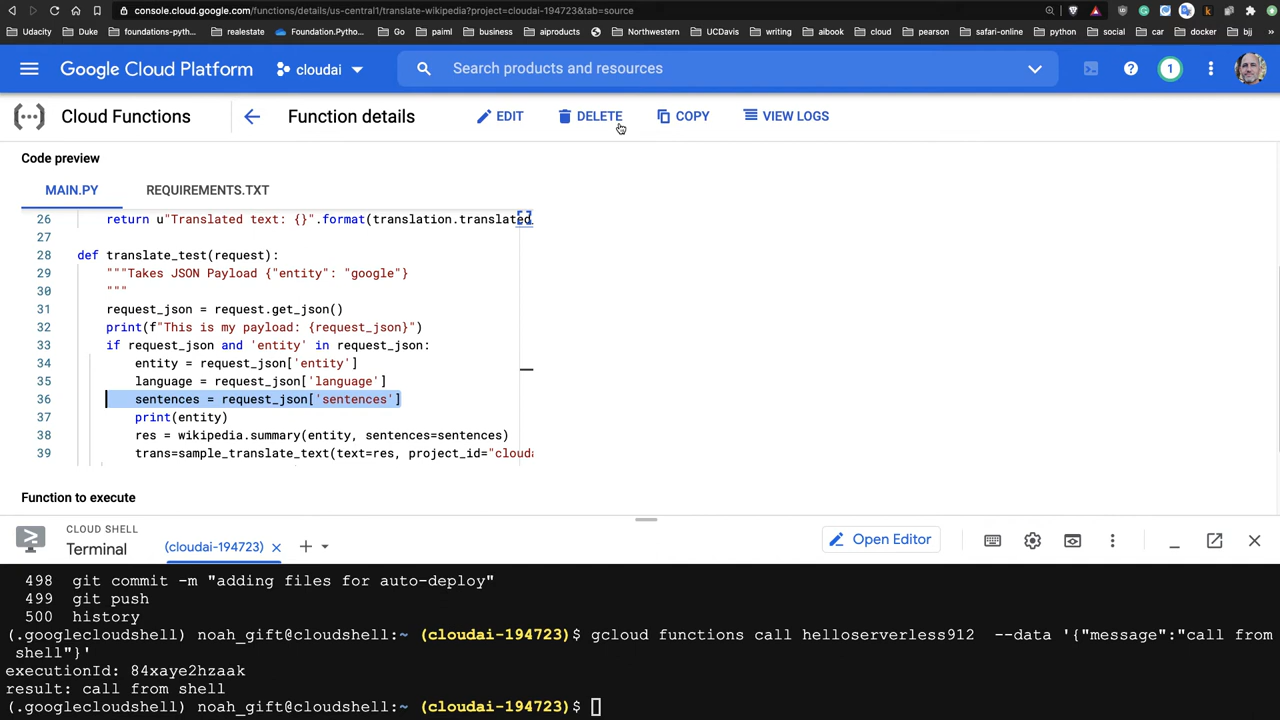 console.cloud.google.com/functions/details/us-central1/translate-wikipedia?project=cloudai-194723&tab=source
Udacity Duke foundations-pyth... realestate Foundation.Pytho... Go paiml business aiproducts Northwestern UCDavis writing aibook cloud pearson safari-online python social car docker bjj »
Google Cloud Platform cloudai Search products and resources 1
Cloud Functions Function details EDIT DELETE COPY VIEW LOGS
Code preview
MAIN.PY REQUIREMENTS.TXT
26 return u"Translated text: {}".format(translation.translated
27
28 def translate_test(request):
29 """Takes JSON Payload {"entity": "google"}
30 """
31 request_json = request.get_json()
32 print(f"This is my payload: {request_json}")
33 if request_json and 'entity' in request_json:
34 entity = request_json['entity']
35 language = request_json['language']
36 sentences = request_json['sentences']
37 print(entity)
38 res = wikipedia.summary(entity, sentences=sentences)
39 trans=sample_translate_text(text=res, project_id="cloud
Function to execute
CLOUD SHELL
Terminal (cloudai-194723) Open Editor
498 git commit -m "adding files for auto-deploy"
499 git push
500 history
(.googlecloudshell) noah_gift@cloudshell:~ (cloudai-194723)$ gcloud functions call helloserverless912 --data '{"message":"call from
shell"}'
executionId: 84xaye2hzaak
result: call from shell
(.googlecloudshell) noah_gift@cloudshell:~ (cloudai-194723)$